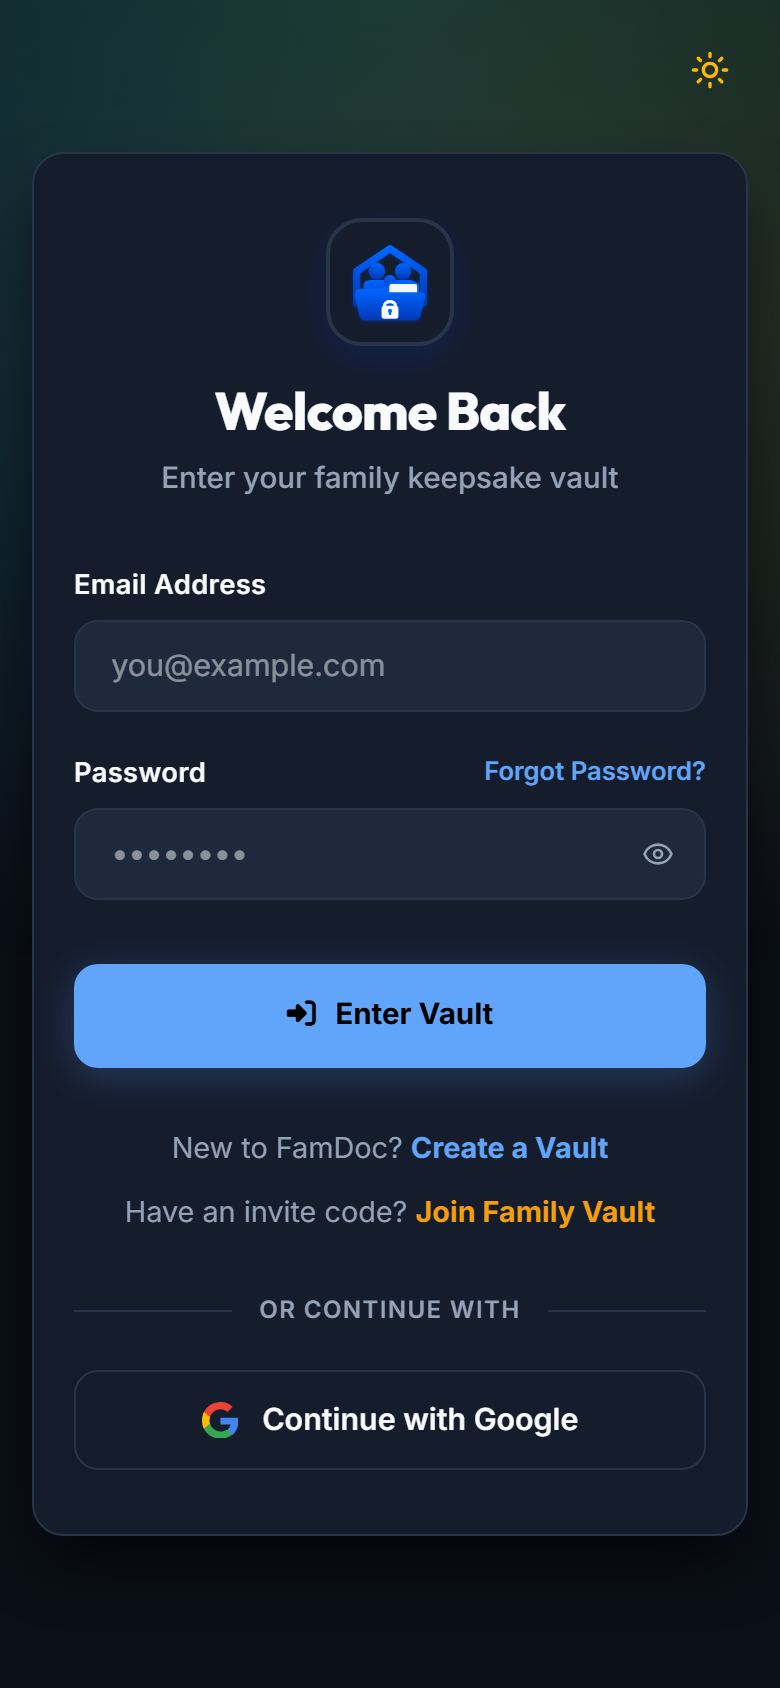 Welcome Back
Enter your family keepsake vault
Email Address
you@example.com
Password Forgot Password?
••••••••
Enter Vault
New to FamDoc? Create a Vault
Have an invite code? Join Family Vault
OR CONTINUE WITH
Continue with Google